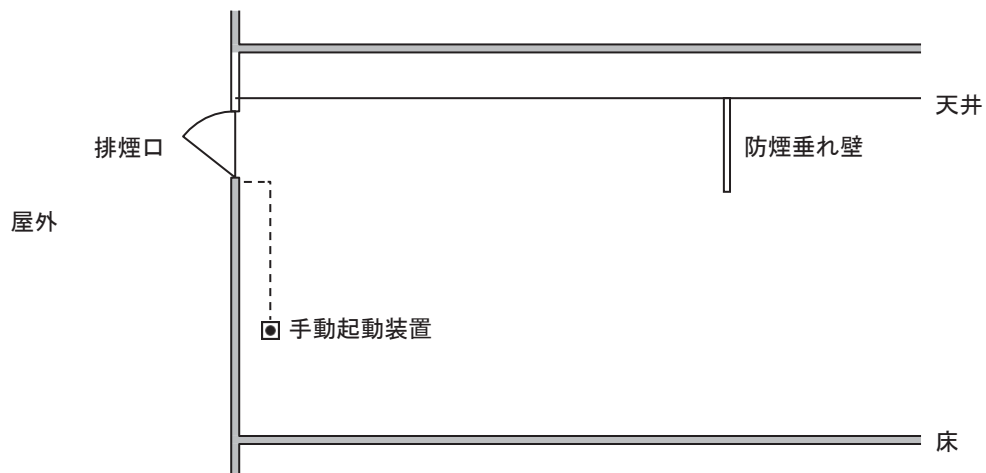 天井
排煙口
防煙垂れ壁
屋外
手動起動装置
床